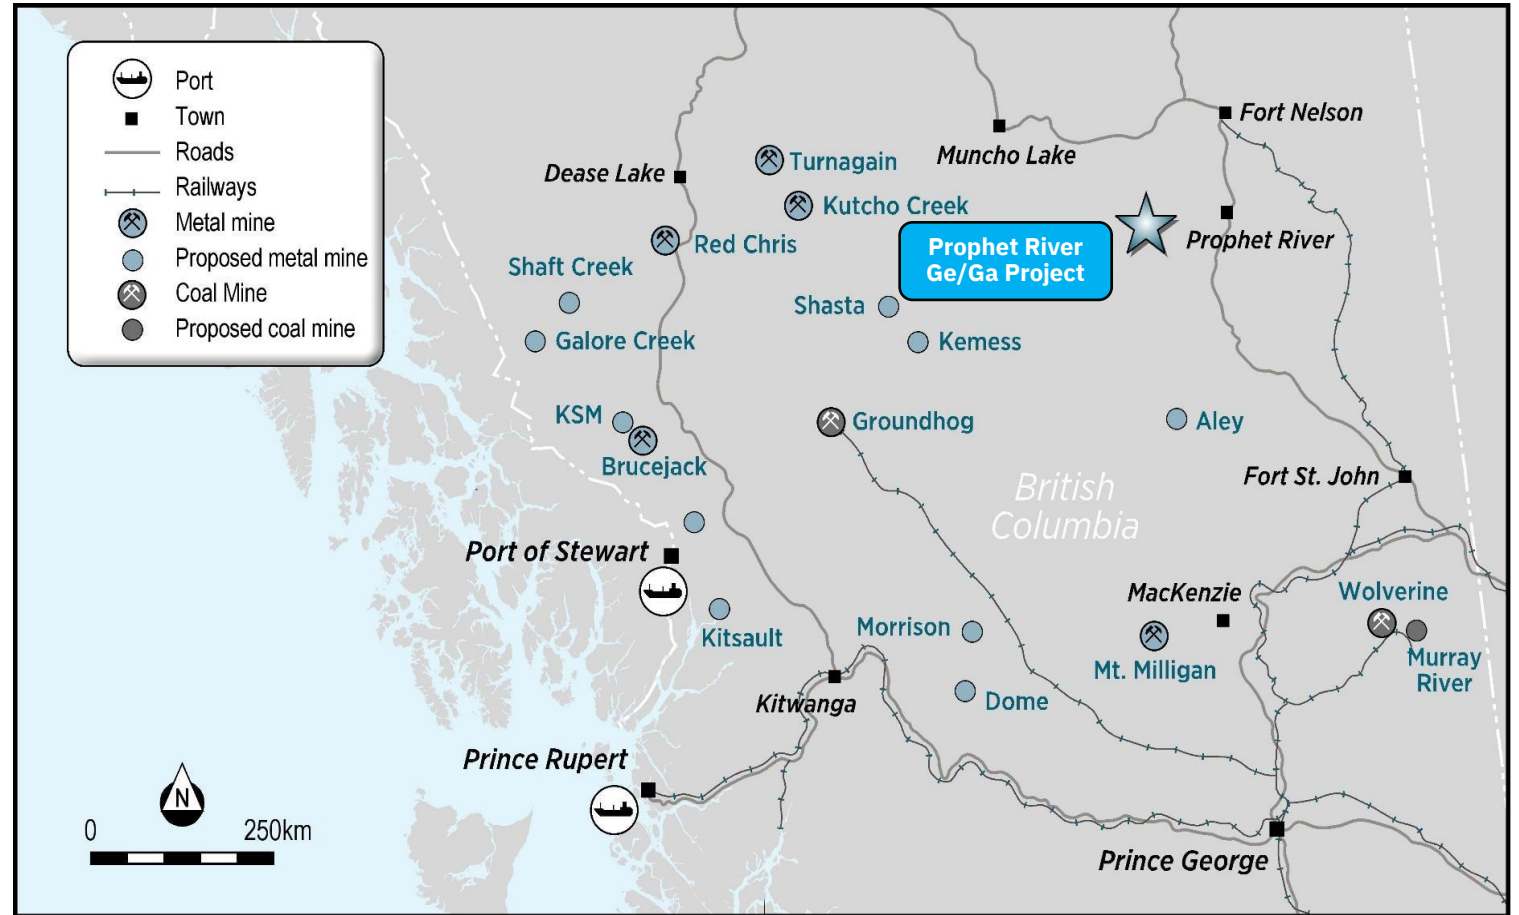 Port
Town
Roads
Railways
Metal mine
Proposed metal mine
Coal Mine
Proposed coal mine
Fort Nelson
Muncho Lake
Turnagain
Dease Lake
Kutcho Creek
Red Chris
Prophet River
Ge/Ga Project
Prophet River
Shaft Creek
Shasta
Galore Creek
Kemess
KSM
Groundhog
Aley
Brucejack
Fort St. John
British
Columbia
Port of Stewart
MacKenzie
Wolverine
Kitsault
Morrison
Mt. Milligan
Murray
River
Dome
Kitwanga
Prince Rupert
N
0
250km
Prince George